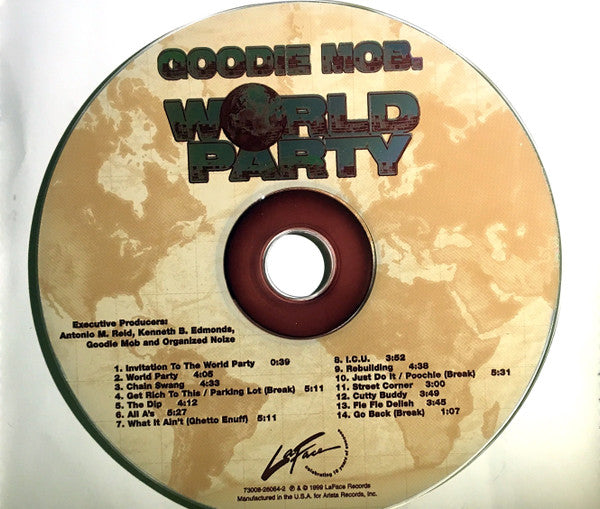 GOODIE MOB.
WORLD
PARTY
Executive Producers:
Antonio M. Reid, Kenneth B. Edmonds,
Goodie Mob and Organized Noize
1. Invitation To The World Party 0:39
2. World Party 4:05
3. Chain Swang 4:33
4. Get Rich To This / Parking Lot (Break) 5:11
5. The Dip 4:12
6. All A's 5:27
7. What It Ain't (Ghetto Enuff) 5:11
8. I.C.U. 3:52
9. Rebuilding 4:38
10. Just Do It / Poochie (Break) 5:31
11. Street Corner 3:00
12. Cutty Buddy 3:49
13. Fie Fie Delish 3:45
14. Go Back (Break) 1:07
LaFace
celebrating 10 years of
73008-26064-2 ℗ & © 1999 LaFace Records
Manufactured in the U.S.A. for Arista Records, Inc.